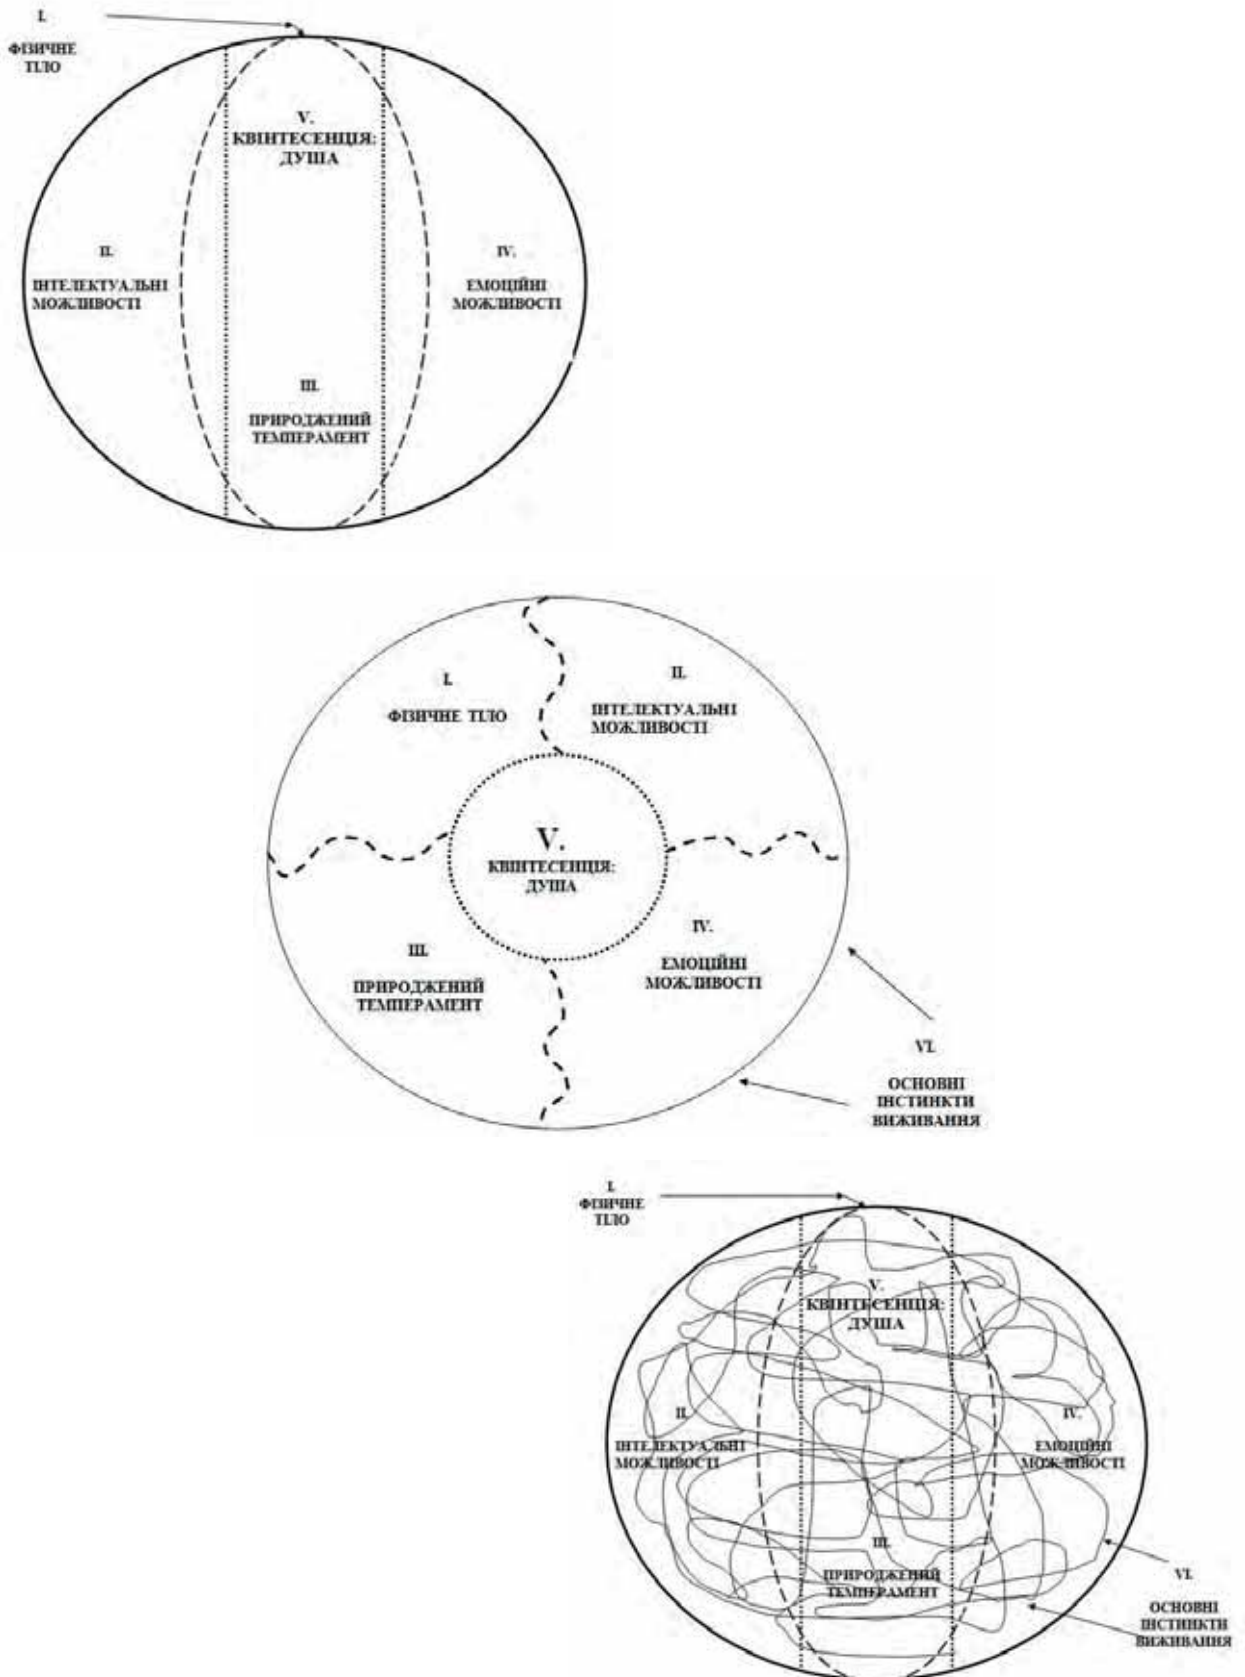 I.
ФІЗИЧНЕ
ТІЛО
V.
КВІНТЕСЕНЦІЯ:
ДУША
II.
ІНТЕЛЕКТУАЛЬНІ
МОЖЛИВОСТІ
IV.
ЕМОЦІЙНІ
МОЖЛИВОСТІ
III.
ПРИРОДЖЕНИЙ
ТЕМПЕРАМЕНТ
I.
ФІЗИЧНЕ ТІЛО
II.
ІНТЕЛЕКТУАЛЬНІ
МОЖЛИВОСТІ
V.
КВІНТЕСЕНЦІЯ:
ДУША
III.
ПРИРОДЖЕНИЙ
ТЕМПЕРАМЕНТ
IV.
ЕМОЦІЙНІ
МОЖЛИВОСТІ
VI.
ОСНОВНІ
ІНСТИНКТИ
ВИЖИВАННЯ
I.
ФІЗИЧНЕ
ТІЛО
V.
КВІНТЕСЕНЦІЯ:
ДУША
II.
ІНТЕЛЕКТУАЛЬНІ
МОЖЛИВОСТІ
IV.
ЕМОЦІЙНІ
МОЖЛИВОСТІ
III.
ПРИРОДЖЕНИЙ
ТЕМПЕРАМЕНТ
VI.
ОСНОВНІ
ІНСТИНКТИ
ВИЖИВАННЯ